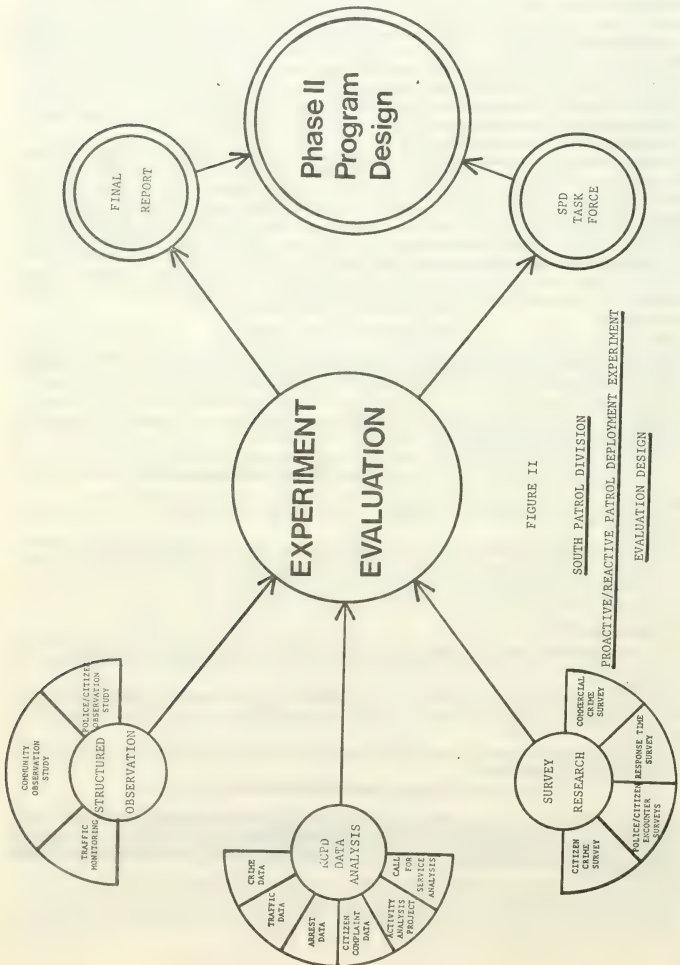 TRAFFIC
MONITORING
COMMUNITY
OBSERVATION
STUDY
POLICE/CITIZEN
OBSERVATION
STUDY
STRUCTURED
OBSERVATION
CRIME
DATA
TRAFFIC
DATA
ARREST
DATA
CITIZEN
COMPLAINT
DATA
ACTIVITY
ANALYSIS
PROJECT
CALL
FOR
SERVICE
ANALYSIS
KCPD
DATA
ANALYSIS
CITIZEN
CRIME
SURVEY
POLICE/CITIZEN
ENCOUNTER
SURVEYS
RESPONSE TIME
SURVEY
COMMERCIAL
CRIME
SURVEY
SURVEY
RESEARCH
EXPERIMENT
EVALUATION
FINAL
REPORT
SPD
TASK
FORCE
Phase II
Program
Design
FIGURE II
SOUTH PATROL DIVISION
PROACTIVE/REACTIVE PATROL DEPLOYMENT EXPERIMENT
EVALUATION DESIGN